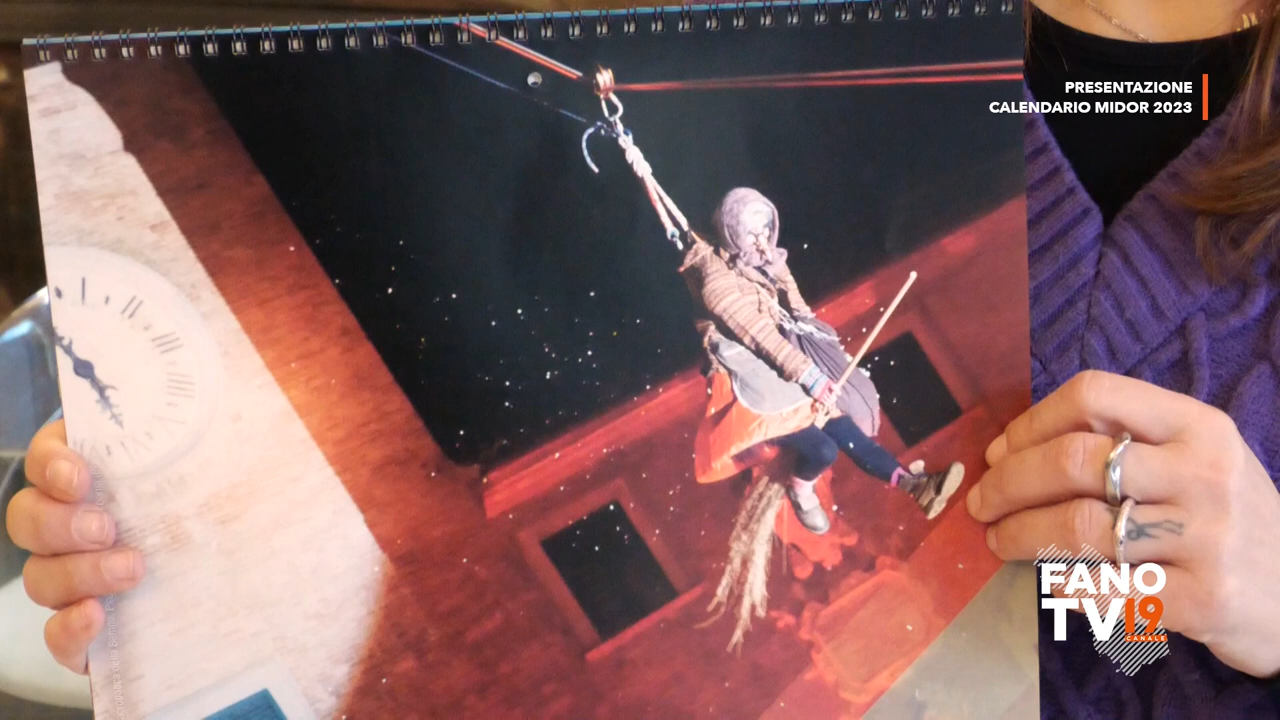 PRESENTAZIONE
CALENDARIO MIDOR 2023
FANO
TV19
CANALE